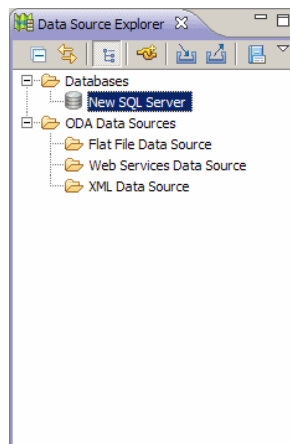 Data Source Explorer
Databases
New SQL Server
ODA Data Sources
Flat File Data Source
Web Services Data Source
XML Data Source